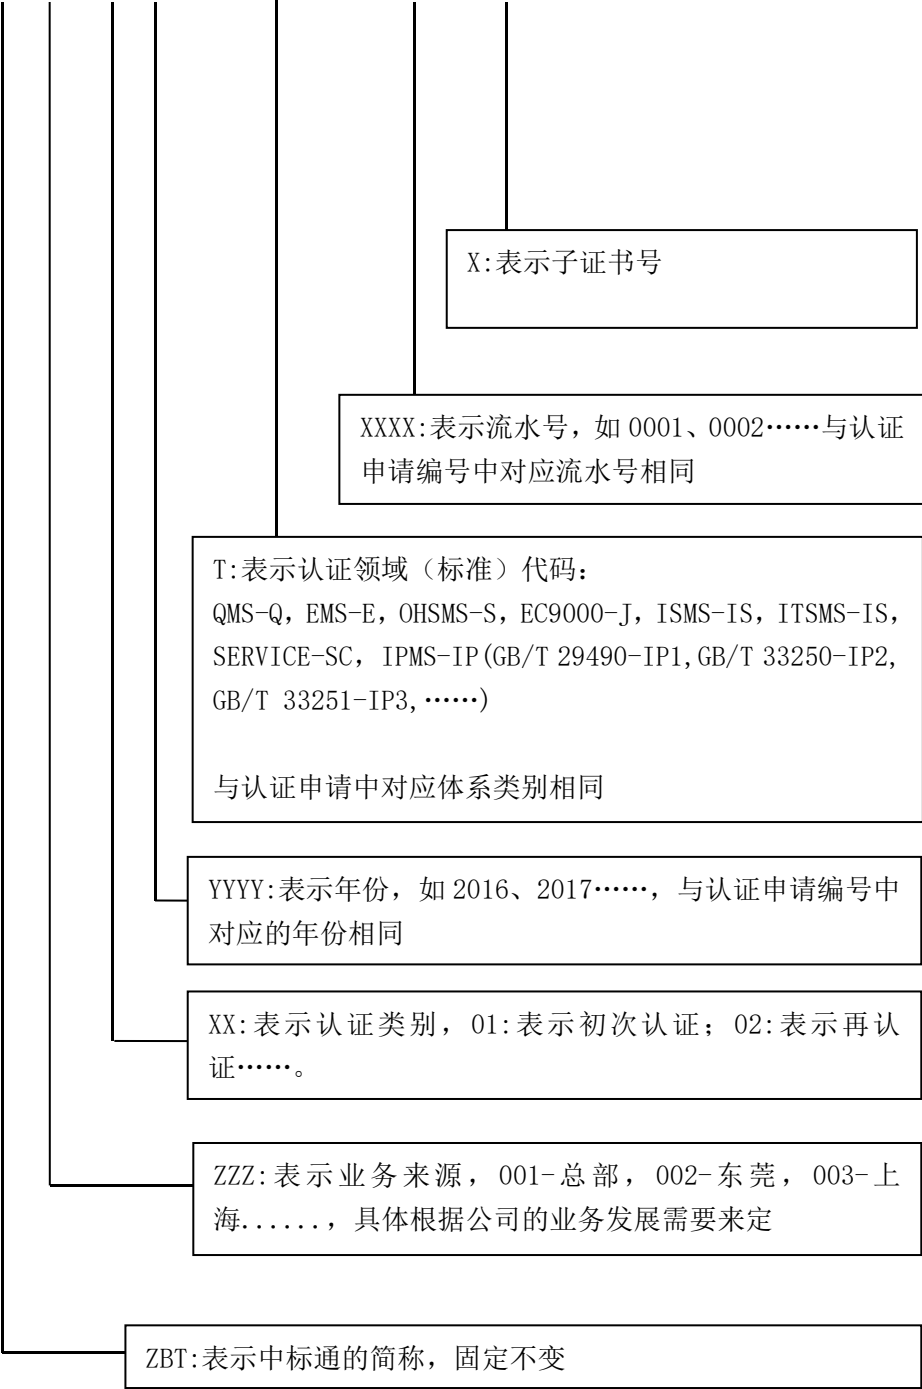 X:表示子证书号
XXXX:表示流水号，如 0001、0002……与认证
申请编号中对应流水号相同
T:表示认证领域（标准）代码：
QMS-Q，EMS-E，OHSMS-S，EC9000-J，ISMS-IS，ITSMS-IS，
SERVICE-SC，IPMS-IP(GB/T 29490-IP1,GB/T 33250-IP2,
GB/T 33251-IP3,……)
与认证申请中对应体系类别相同
YYYY:表示年份，如 2016、2017……，与认证申请编号中
对应的年份相同
XX:表示认证类别，01:表示初次认证；02:表示再认
证……。
ZZZ:表示业务来源，001-总部，002-东莞，003-上
海......，具体根据公司的业务发展需要来定
ZBT:表示中标通的简称，固定不变